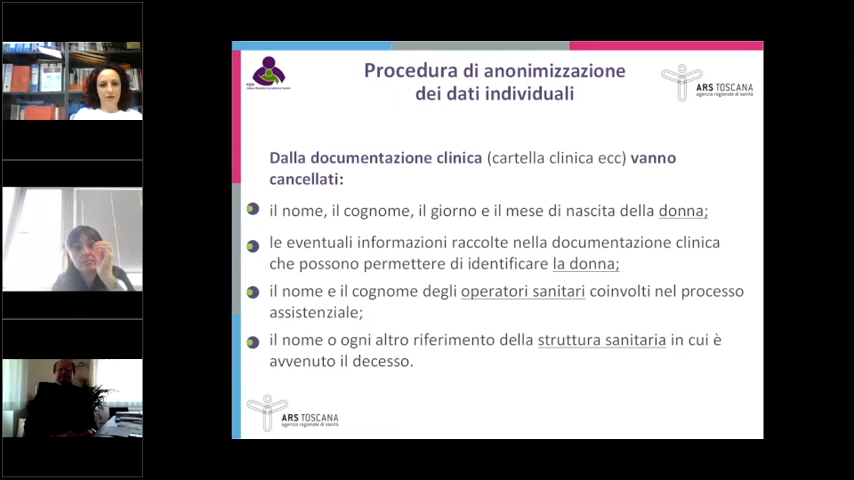 Procedura di anonimizzazione
dei dati individuali
ARS TOSCANA
agenzia regionale di sanità
Dalla documentazione clinica (cartella clinica ecc) vanno
cancellati:
il nome, il cognome, il giorno e il mese di nascita della donna;
le eventuali informazioni raccolte nella documentazione clinica
che possono permettere di identificare la donna;
il nome e il cognome degli operatori sanitari coinvolti nel processo
assistenziale;
il nome o ogni altro riferimento della struttura sanitaria in cui è
avvenuto il decesso.
ARS TOSCANA
agenzia regionale di sanità